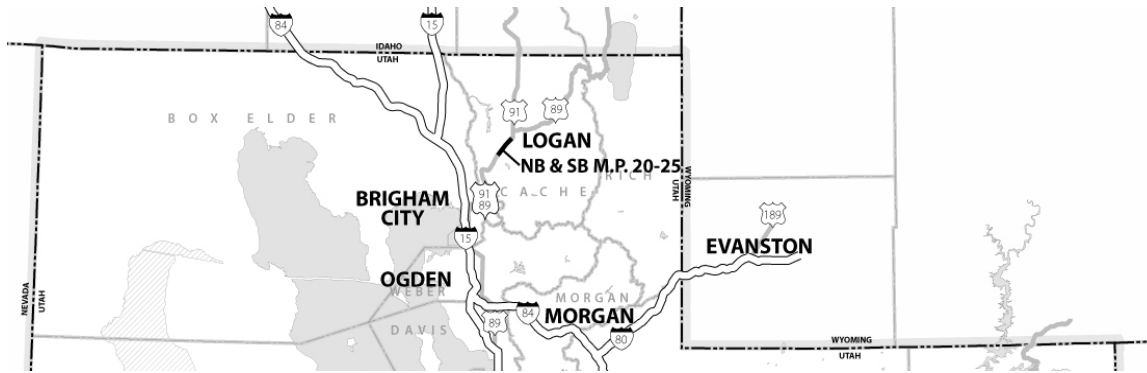 84
15
IDAHO
UTAH
91
89
BOX ELDER
LOGAN
NB & SB M.P. 20-25
RICH
CACHE
91
89
BRIGHAM
CITY
WYOMING
UTAH
189
15
EVANSTON
OGDEN
WEBER
MORGAN
MORGAN
84
89
DAVIS
80
NEVADA
UTAH
WYOMING
UTAH